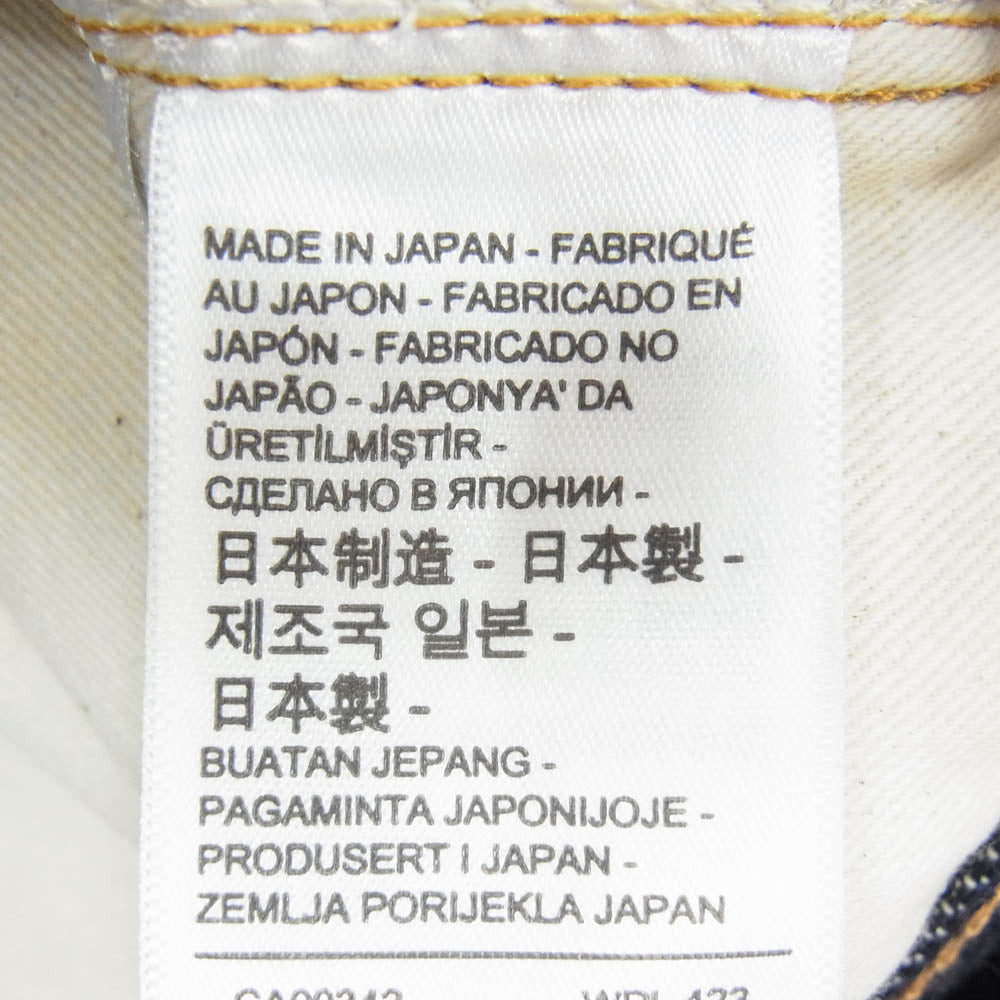 MADE IN JAPAN - FABRIQUÉ
AU JAPON - FABRICADO EN
JAPÓN - FABRICADO NO
JAPÃO - JAPONYA' DA
ÜRETİLMİŞTİR -
СДЕЛАНО В ЯПОНИИ -
日本制造 - 日本製 -
제조국 일본 -
日本製 -
BUATAN JEPANG -
PAGAMINTA JAPONIJOJE -
PRODUSERT I JAPAN -
ZEMLJA PORIJEKLA JAPAN